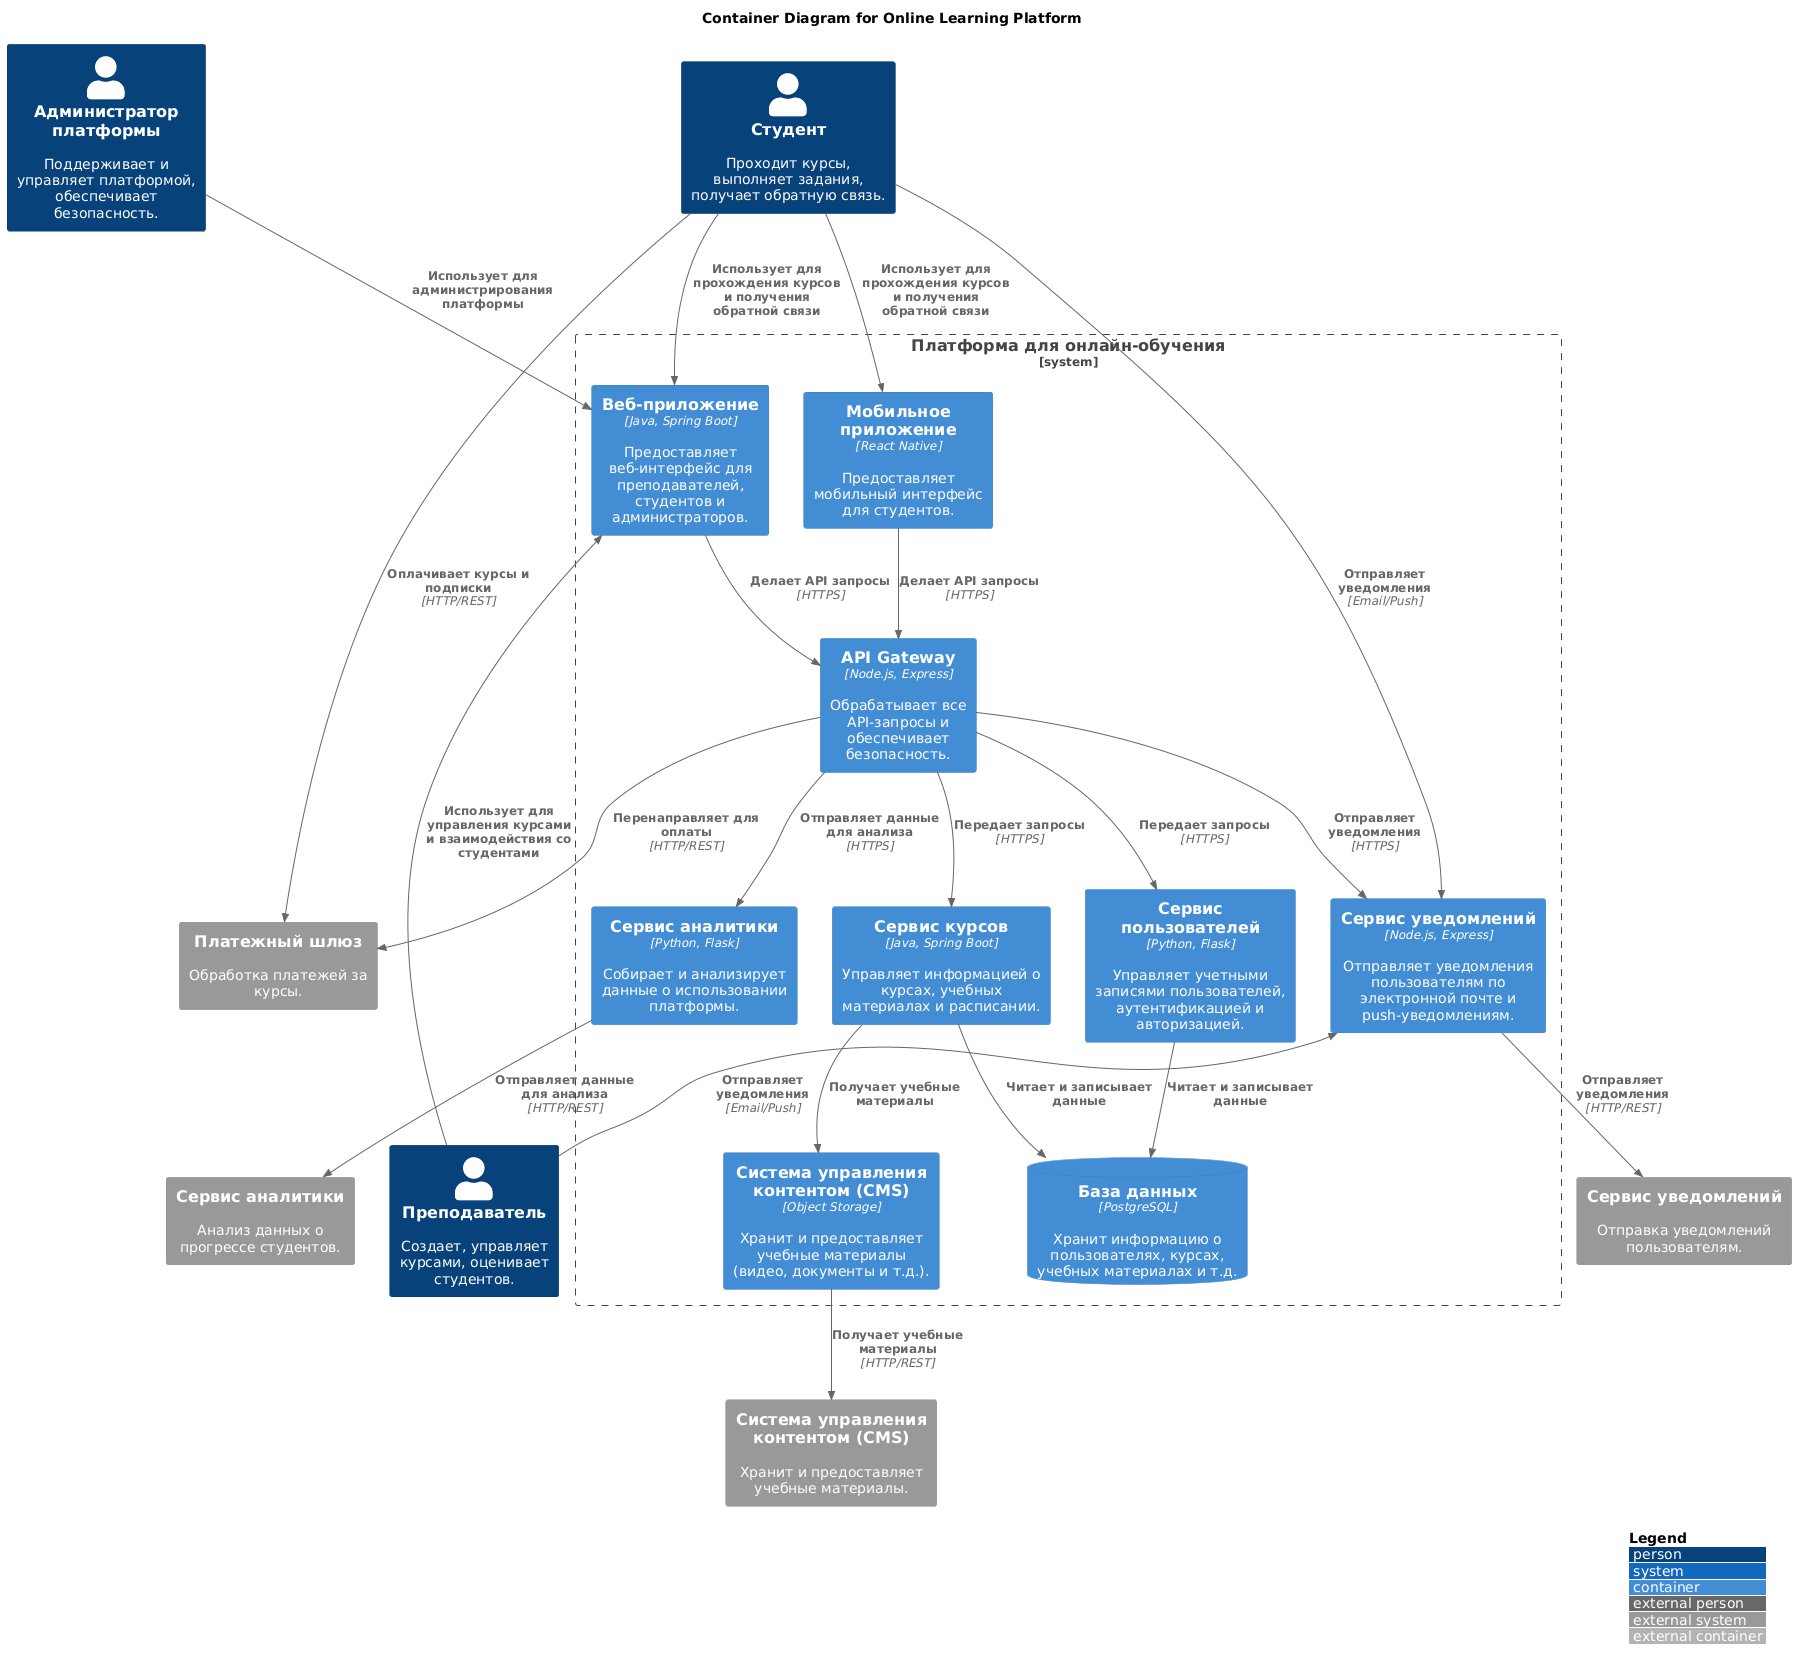 Container Diagram for Online Learning Platform
Администратор
платформы
Поддерживает и
управляет платформой,
обеспечивает
безопасность.
Студент
Проходит курсы,
выполняет задания,
получает обратную связь.
Использует для
администрирования
платформы
Использует для
прохождения курсов
и получения
обратной связи
Использует для
прохождения курсов
и получения
обратной связи
Платформа для онлайн-обучения
[system]
Веб-приложение
[Java, Spring Boot]
Предоставляет
веб-интерфейс для
преподавателей,
студентов и
администраторов.
Мобильное
приложение
[React Native]
Предоставляет
мобильный интерфейс
для студентов.
Оплачивает курсы и
подписки
[HTTP/REST]
Делает API запросы
[HTTPS]
Делает API запросы
[HTTPS]
Отправляет
уведомления
[Email/Push]
API Gateway
[Node.js, Express]
Обрабатывает все
API-запросы и
обеспечивает
безопасность.
Использует для
управления курсами
и взаимодействия со
студентами
Перенаправляет для
оплаты
[HTTP/REST]
Отправляет данные
для анализа
[HTTPS]
Передает запросы
[HTTPS]
Передает запросы
[HTTPS]
Отправляет
уведомления
[HTTPS]
Платежный шлюз
Обработка платежей за
курсы.
Сервис аналитики
[Python, Flask]
Собирает и анализирует
данные о использовании
платформы.
Сервис курсов
[Java, Spring Boot]
Управляет информацией о
курсах, учебных
материалах и расписании.
Сервис
пользователей
[Python, Flask]
Управляет учетными
записями пользователей,
аутентификацией и
авторизацией.
Сервис уведомлений
[Node.js, Express]
Отправляет уведомления
пользователям по
электронной почте и
push-уведомлениям.
Отправляет данные
для анализа
[HTTP/REST]
Отправляет
уведомления
[Email/Push]
Получает учебные
материалы
Читает и записывает
данные
Читает и записывает
данные
Отправляет
уведомления
[HTTP/REST]
Сервис аналитики
Анализ данных о
прогрессе студентов.
Преподаватель
Создает, управляет
курсами, оценивает
студентов.
Система управления
контентом (CMS)
[Object Storage]
Хранит и предоставляет
учебные материалы
(видео, документы и т.д.).
База данных
[PostgreSQL]
Хранит информацию о
пользователях, курсах,
учебных материалах и т.д.
Сервис уведомлений
Отправка уведомлений
пользователям.
Получает учебные
материалы
[HTTP/REST]
Система управления
контентом (CMS)
Хранит и предоставляет
учебные материалы.
Legend
person
system
container
external person
external system
external container